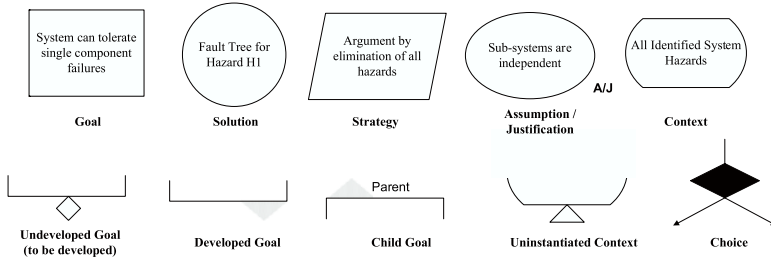 System can tolerate
single component
failures
Goal
Fault Tree for
Hazard H1
Solution
Argument by
elimination of all
hazards
Strategy
Sub-systems are
independent
A/J
Assumption /
Justification
All Identified System
Hazards
Context
Undeveloped Goal
(to be developed)
Developed Goal
Parent
Child Goal
Uninstantiated Context
Choice